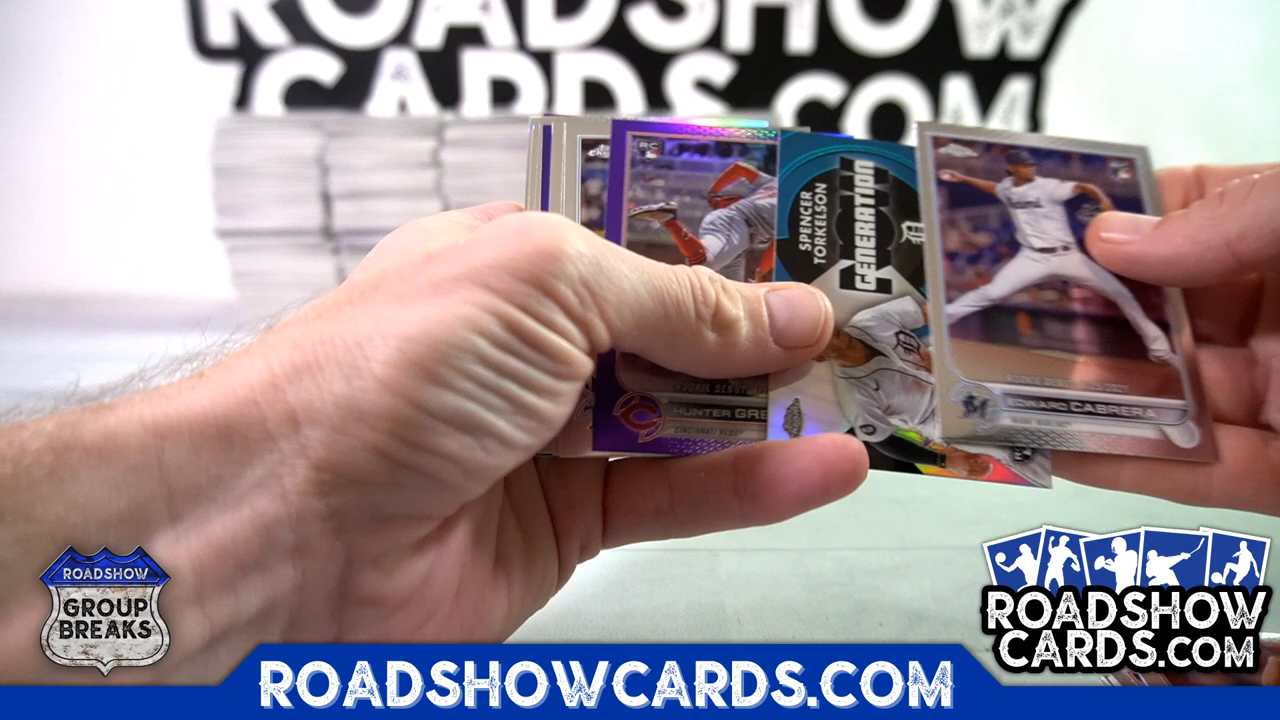 ROADSHOW
CARDS.COM
RC
SPENCER
TORKELSON
GENERATION
D
HUNTER GRE
CINCINNATI REDS
EDWARD CABRERA
ROADSHOW
GROUP
BREAKS
ROADSHOW
CARDS.COM
ROADSHOWCARDS.COM